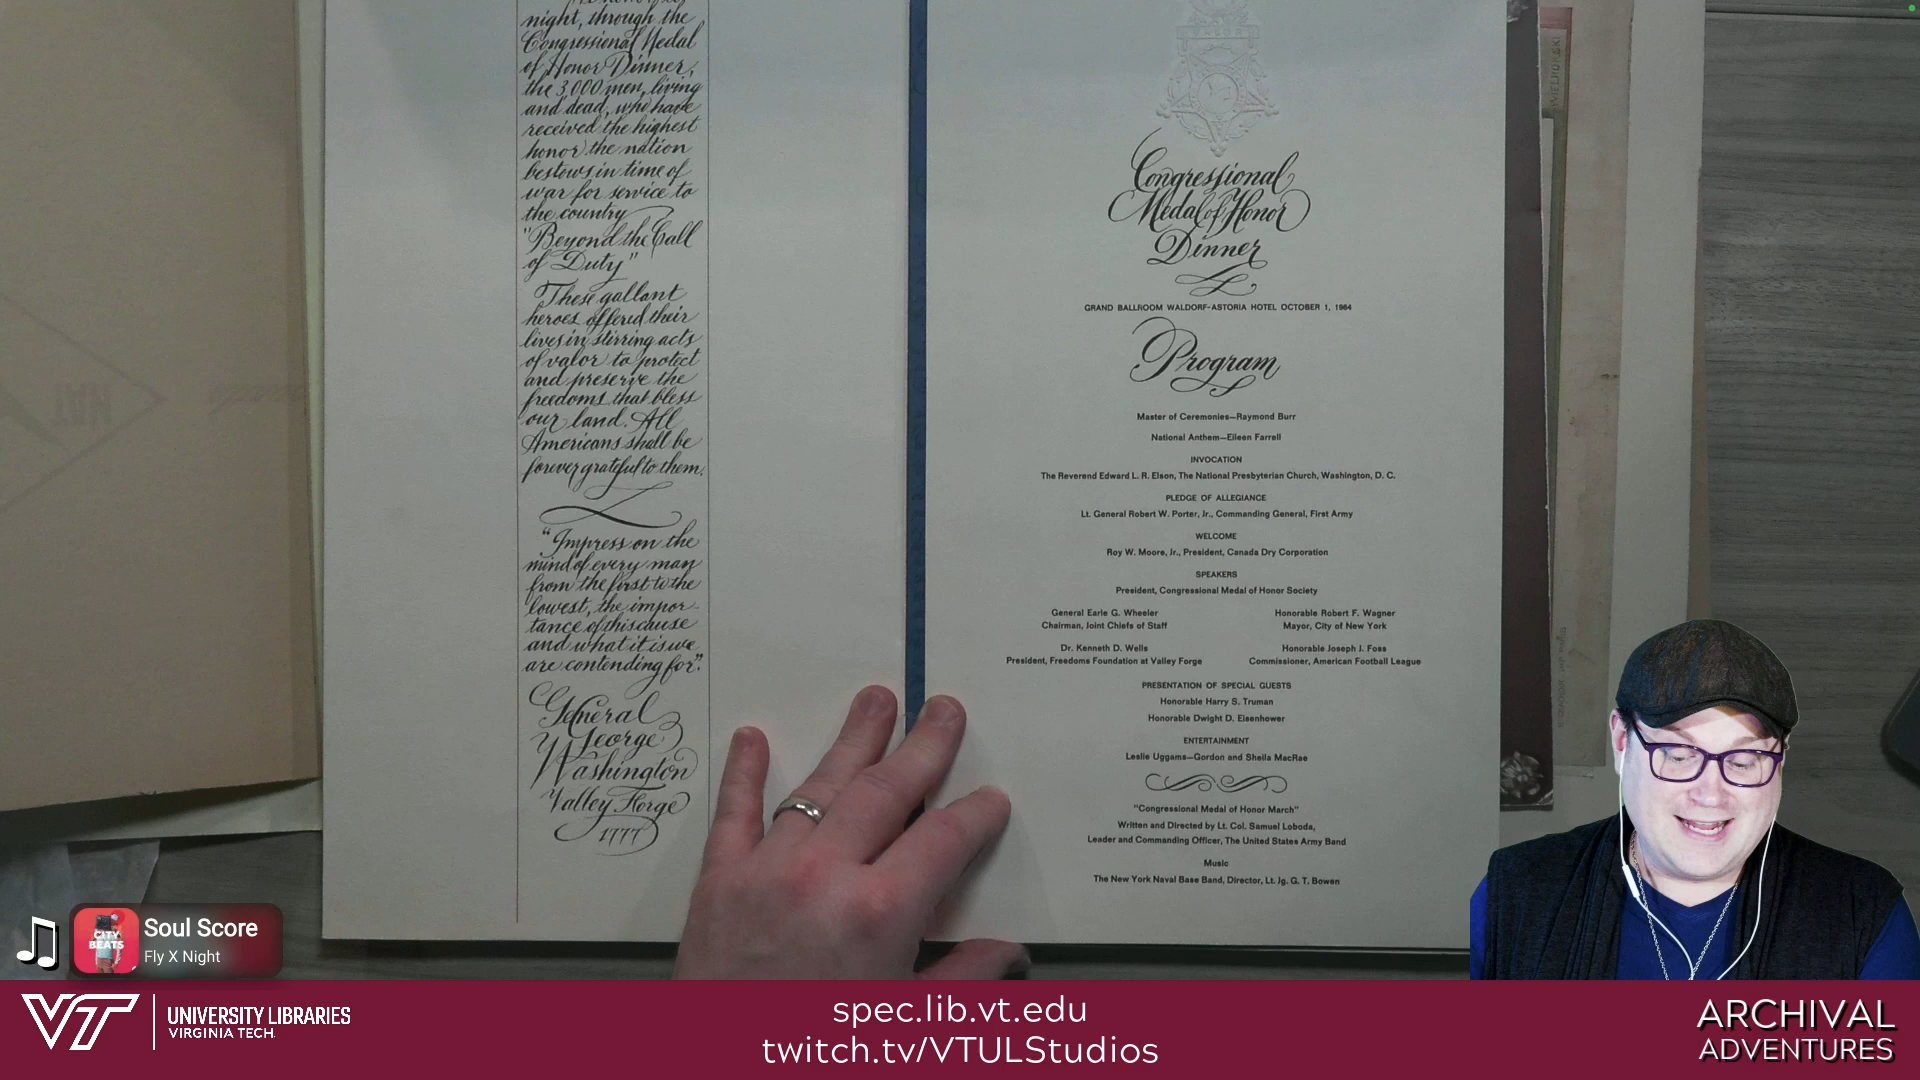 night, through the
Congressional Medal
of Honor Dinner,
the 3,000 men, living
and dead, who have
received the highest
honor the nation
bestows in time of
war for service to
the country
"Beyond the Call
of Duty"
These gallant
heroes offered their
lives in stirring acts
of valor to protect
and preserve the
freedoms that bless
our land. All
Americans shall be
forever grateful to them.
"Impress on the
mind of every man
from the first to the
lowest, the impor-
tance of this cause
and what it is we
are contending for".
General
George
Washington
Valley Forge
1777
Congressional
Medal of Honor
Dinner
GRAND BALLROOM WALDORF-ASTORIA HOTEL OCTOBER 1, 1964
Program
Master of Ceremonies—Raymond Burr
National Anthem—Eileen Farrell
INVOCATION
The Reverend Edward L. R. Elson, The National Presbyterian Church, Washington, D. C.
PLEDGE OF ALLEGIANCE
Lt. General Robert W. Porter, Jr., Commanding General, First Army
WELCOME
Roy W. Moore, Jr., President, Canada Dry Corporation
SPEAKERS
President, Congressional Medal of Honor Society
General Earle G. Wheeler
Chairman, Joint Chiefs of Staff
Honorable Robert F. Wagner
Mayor, City of New York
Dr. Kenneth D. Wells
President, Freedoms Foundation at Valley Forge
Honorable Joseph J. Foss
Commissioner, American Football League
PRESENTATION OF SPECIAL GUESTS
Honorable Harry S. Truman
Honorable Dwight D. Eisenhower
ENTERTAINMENT
Leslie Uggams—Gordon and Sheila MacRae
"Congressional Medal of Honor March"
Written and Directed by Lt. Col. Samuel Loboda,
Leader and Commanding Officer, The United States Army Band
Music
The New York Naval Base Band, Director, Lt. Jg. G. T. Bowen
CITY
BEATS
Soul Score
Fly X Night
VT
UNIVERSITY LIBRARIES
VIRGINIA TECH.
spec.lib.vt.edu
twitch.tv/VTULStudios
ARCHIVAL
ADVENTURES